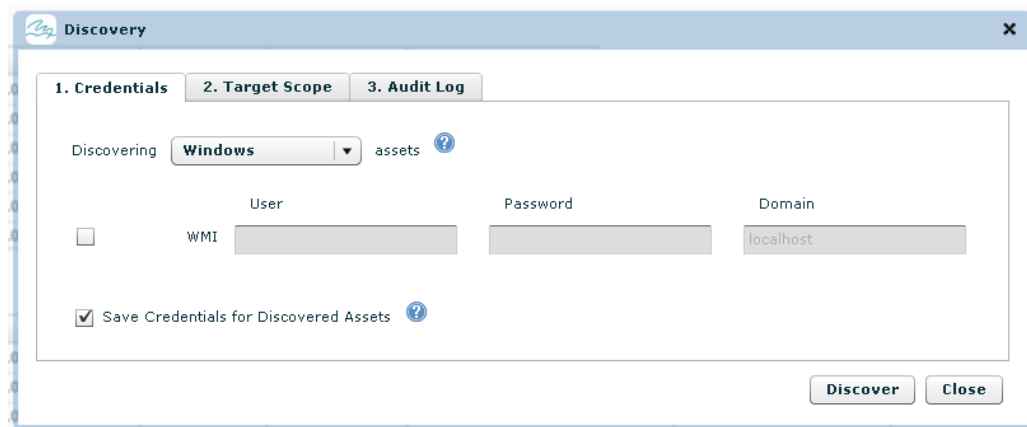 Discovery
1. Credentials 2. Target Scope 3. Audit Log
Discovering Windows assets ?
User Password Domain
WMI localhost
Save Credentials for Discovered Assets ?
Discover Close